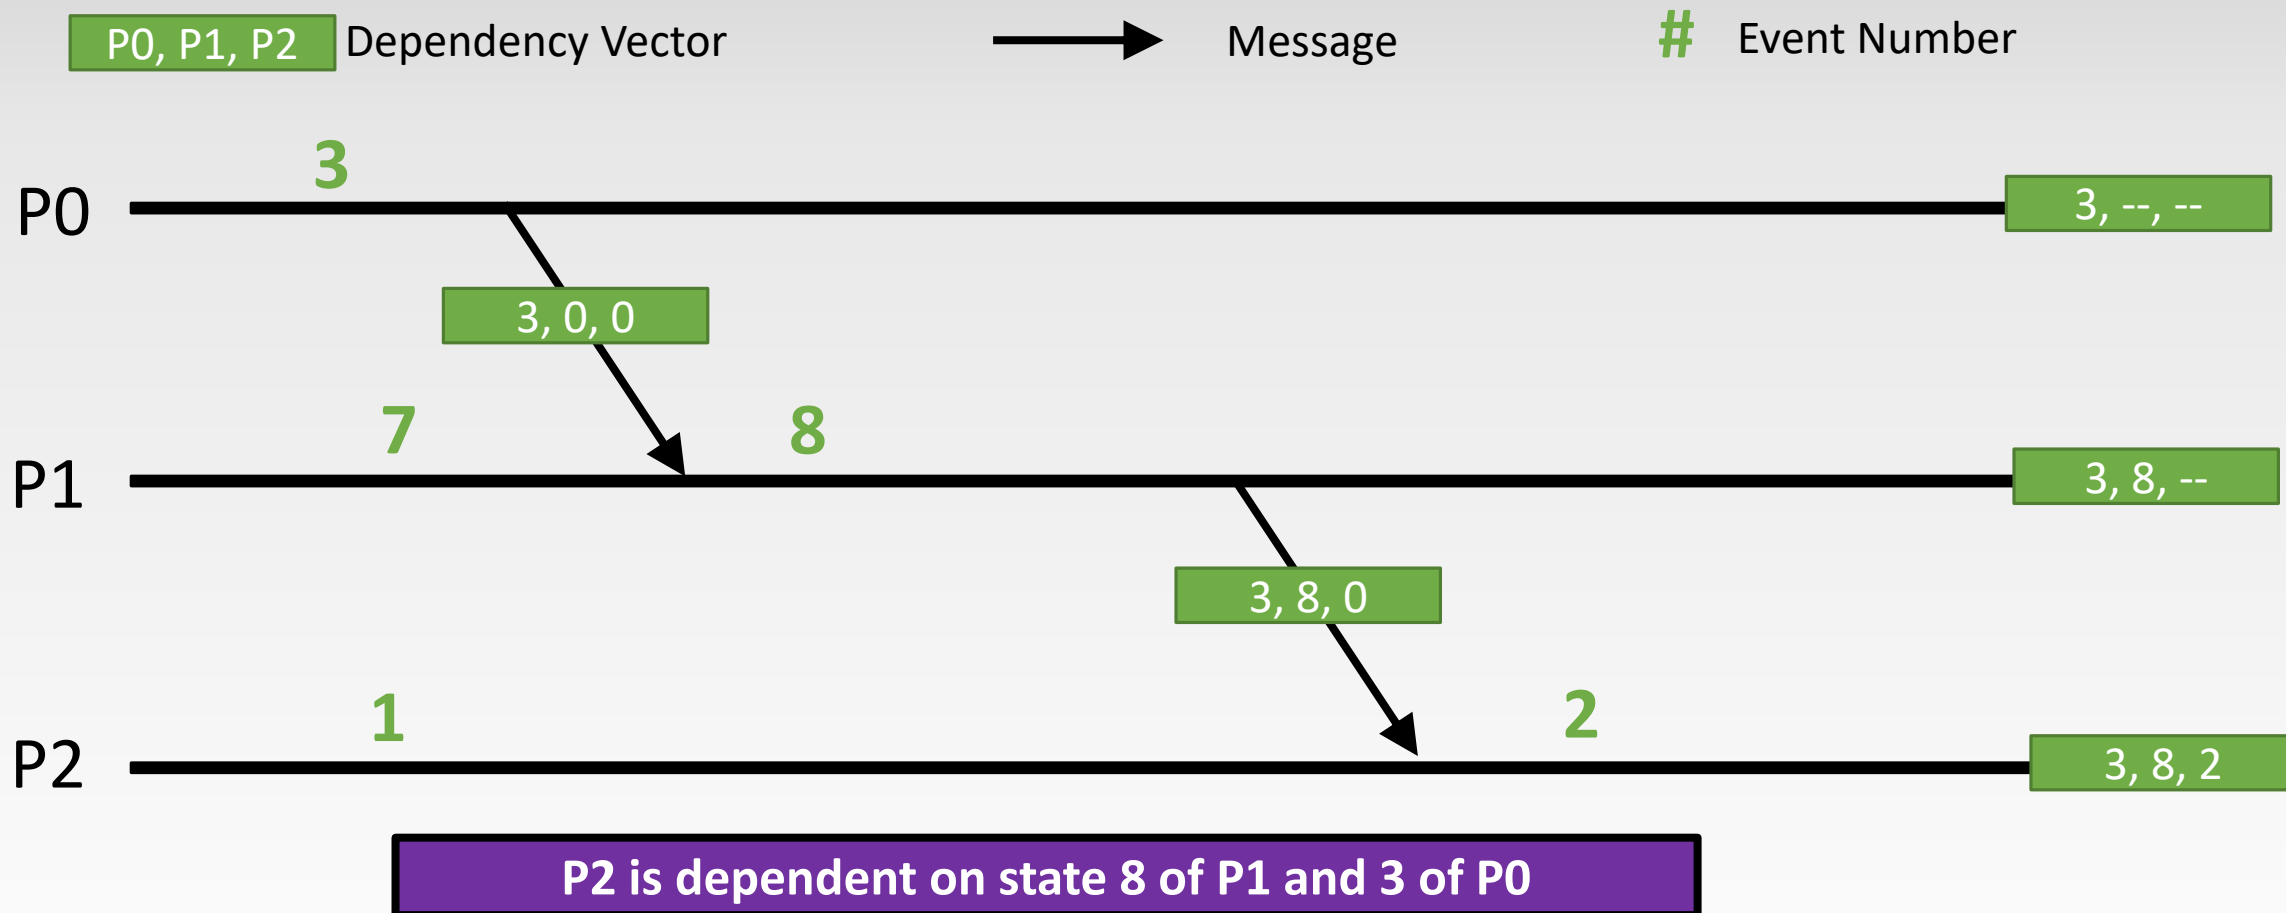 P0, P1, P2 Dependency Vector Message # Event Number
3
P0 3, --, --
3, 0, 0
7 8
P1 3, 8, --
3, 8, 0
1 2
P2 3, 8, 2
P2 is dependent on state 8 of P1 and 3 of P0